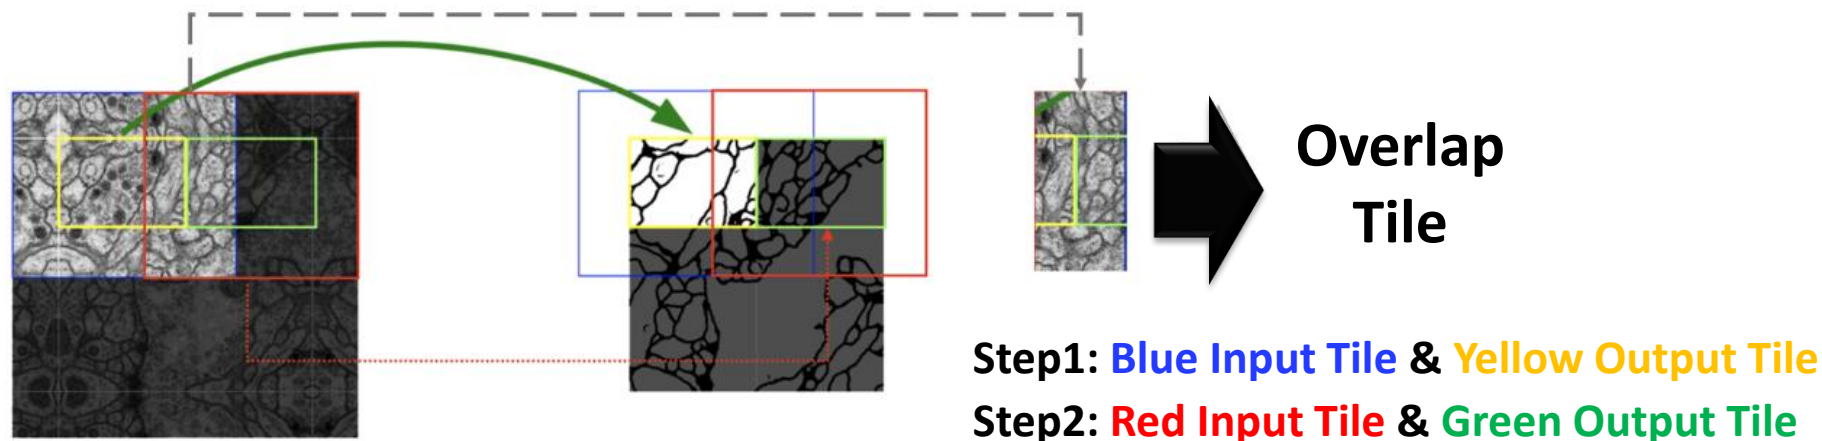 Overlap
Tile
Step1: Blue Input Tile & Yellow Output Tile
Step2: Red Input Tile & Green Output Tile